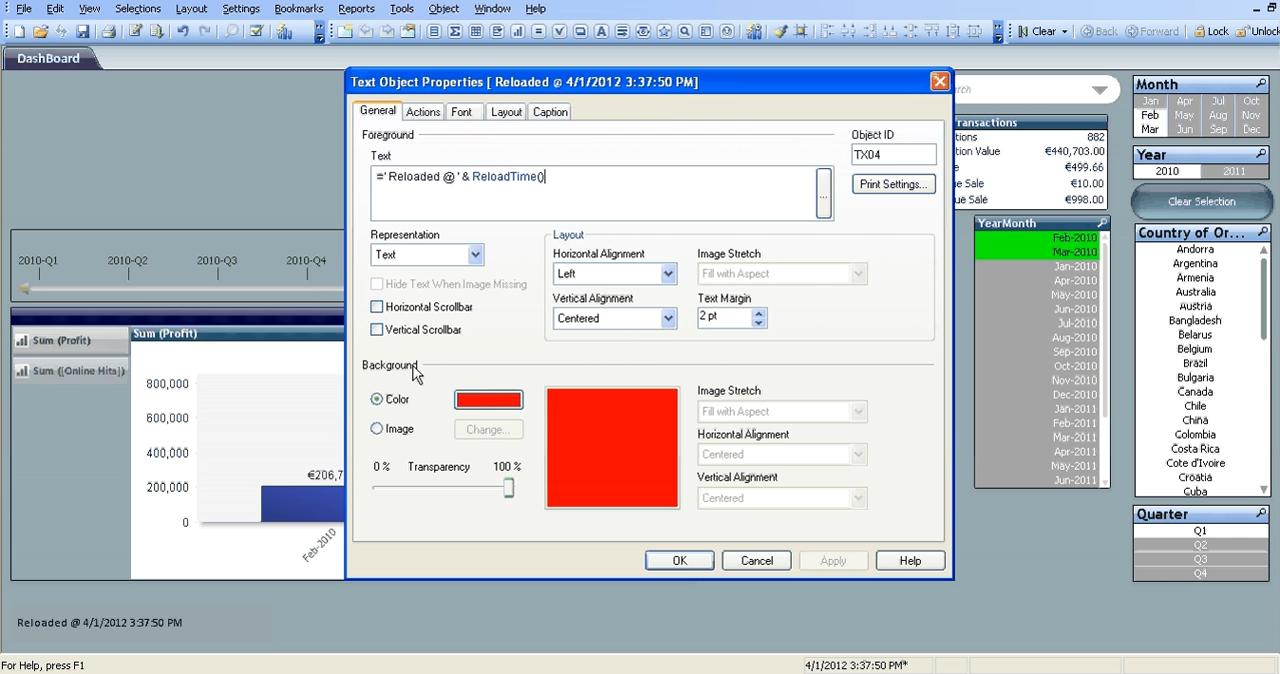 File Edit View Selections Layout Settings Bookmarks Reports Tools Object Window Help
Clear Back Forward Lock Unlock
DashBoard
Text Object Properties [ Reloaded @ 4/1/2012 3:37:50 PM]
General Actions Font Layout Caption
Foreground
Text
=' Reloaded @ ' & ReloadTime()
...
Object ID
TX04
Print Settings...
Representation
Text
Hide Text When Image Missing
Horizontal Scrollbar
Vertical Scrollbar
Layout
Horizontal Alignment
Left
Image Stretch
Fill with Aspect
Vertical Alignment
Centered
Text Margin
2 pt
Background
Color
Image
Change...
0 % Transparency 100 %
Image Stretch
Fill with Aspect
Horizontal Alignment
Centered
Vertical Alignment
Centered
OK Cancel Apply Help
2010-Q1 2010-Q2 2010-Q3 2010-Q4
Sum (Profit)
Sum ([Online Hits])
Sum (Profit)
800,000
600,000
400,000
200,000
0
€206,7
Feb-2010
Reloaded @ 4/1/2012 3:37:50 PM
arch
ransactions
tions 882
ion Value €440,703.00
e €499.66
ue Sale €10.00
ue Sale €998.00
YearMonth
Feb-2010
Mar-2010
Jan-2010
Apr-2010
May-2010
Jun-2010
Jul-2010
Aug-2010
Sep-2010
Oct-2010
Nov-2010
Dec-2010
Jan-2011
Feb-2011
Mar-2011
Apr-2011
May-2011
Jun-2011
Month
Jan Apr Jul Oct
Feb May Aug Nov
Mar Jun Sep Dec
Year
2010 2011
Clear Selection
Country of Or...
Andorra
Argentina
Armenia
Australia
Austria
Bangladesh
Belarus
Belgium
Brazil
Bulgaria
Canada
Chile
China
Colombia
Costa Rica
Cote d'Ivoire
Croatia
Cuba
Quarter
Q1
Q2
Q3
Q4
For Help, press F1
4/1/2012 3:37:50 PM*